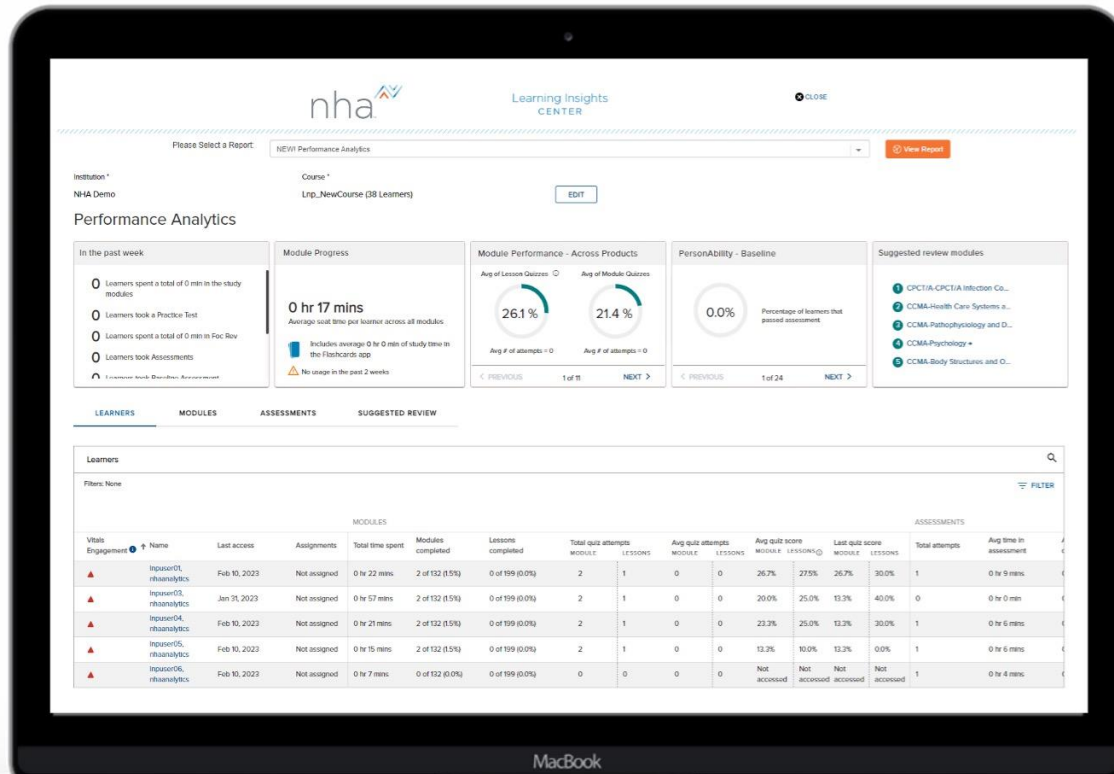 nha
Learning Insights
CENTER
CLOSE
Please Select a Report
NEW! Performance Analytics
View Report
Institution *
Course *
NHA Demo
Lnp_NewCourse (38 Learners)
EDIT
Performance Analytics
In the past week
0 Learners spent a total of 0 min in the study
modules
0 Learners took a Practice Test
0 Learners spent a total of 0 min in Foc Rev
0 Learners took Assessments
0 Learners took Baseline Assessment
Module Progress
0 hr 17 mins
Average seat time per learner across all modules
Includes average 0 hr 0 min of study time in
the Flashcards app
No usage in the past 2 weeks
Module Performance - Across Products
Avg of Lesson Quizzes
Avg of Module Quizzes
26.1 %
21.4 %
Avg # of attempts = 0
Avg # of attempts = 0
< PREVIOUS 1 of 11 NEXT >
PersonAbility - Baseline
0.0%
Percentage of learners that
passed assessment.
< PREVIOUS 1 of 24 NEXT >
Suggested review modules
1 CPCT/A-CPCT/A Infection Co...
2 CCMA-Health Care Systems a...
3 CCMA-Pathophysiology and D...
4 CCMA-Psychology
5 CCMA-Body Structures and O...
LEARNERS MODULES ASSESSMENTS SUGGESTED REVIEW
Learners
Filters: None
FILTER
MODULES ASSESSMENTS
Vitals
Engagement
Name
Last access
Assignments
Total time spent
Modules
completed
Lessons
completed
Total quiz attempts
MODULE LESSONS
Avg quiz attempts
MODULE LESSONS
Avg quiz score
MODULE LESSONS
Last quiz score
MODULE LESSONS
Total attempts
Avg time in
assessment
lnpuser01,
nhaanalytics
Feb 10, 2023 Not assigned 0 hr 22 mins 2 of 132 (1.5%) 0 of 199 (0.0%) 2 1 0 0 26.7% 27.5% 26.7% 30.0% 1 0 hr 9 mins
lnpuser03,
nhaanalytics
Jan 31, 2023 Not assigned 0 hr 57 mins 2 of 132 (1.5%) 0 of 199 (0.0%) 2 1 0 0 20.0% 25.0% 13.3% 40.0% 0 0 hr 0 min
lnpuser04,
nhaanalytics
Feb 10, 2023 Not assigned 0 hr 21 mins 2 of 132 (1.5%) 0 of 199 (0.0%) 2 1 0 0 23.3% 25.0% 13.3% 30.0% 1 0 hr 6 mins
lnpuser05,
nhaanalytics
Feb 10, 2023 Not assigned 0 hr 15 mins 2 of 132 (1.5%) 0 of 199 (0.0%) 2 1 0 0 13.3% 10.0% 13.3% 0.0% 1 0 hr 6 mins
lnpuser06,
nhaanalytics
Feb 10, 2023 Not assigned 0 hr 7 mins 0 of 132 (0.0%) 0 of 199 (0.0%) 0 0 0 0 Not accessed Not accessed Not accessed Not accessed 1 0 hr 4 mins
MacBook